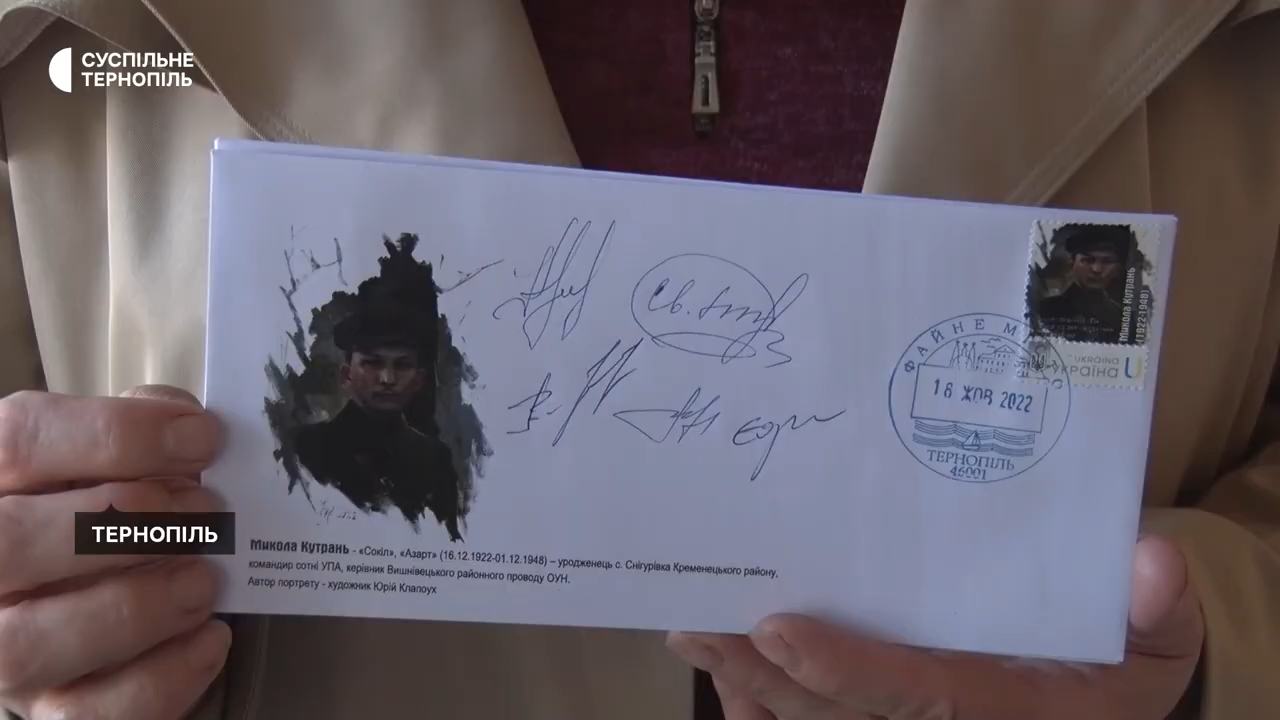 СУСПІЛЬНЕ
ТЕРНОПІЛЬ
Микола Кутрань
(1922-1948)
UKRAINA
Україна U
ФАЙНЕ М
18 ЖОВ 2022
ТЕРНОПІЛЬ
46001
ТЕРНОПІЛЬ
Микола Кутрань - «Сокіл», «Азарт» (16.12.1922-01.12.1948) – уродженець с. Снігурівка Кременецького району,
командир сотні УПА, керівник Вишнівецького районного проводу ОУН.
Автор портрету - художник Юрій Клапоух